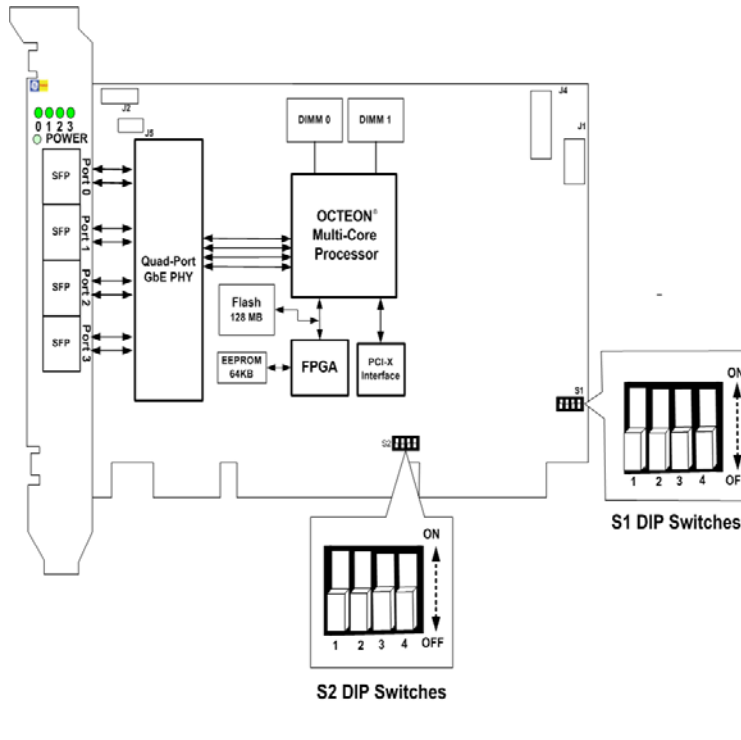 J2
J5
0 1 2 3
POWER
SFP
Port 0
SFP
Port 1
SFP
Port 2
SFP
Port 3
Quad-Port
GbE PHY
DIMM 0
DIMM 1
J4
J1
OCTEON®
Multi-Core
Processor
Flash
128 MB
EEPROM
64KB
FPGA
PCI-X
Interface
S1
S2
ON
1 2 3 4 OF
S1 DIP Switches
ON
1 2 3 4 OFF
S2 DIP Switches